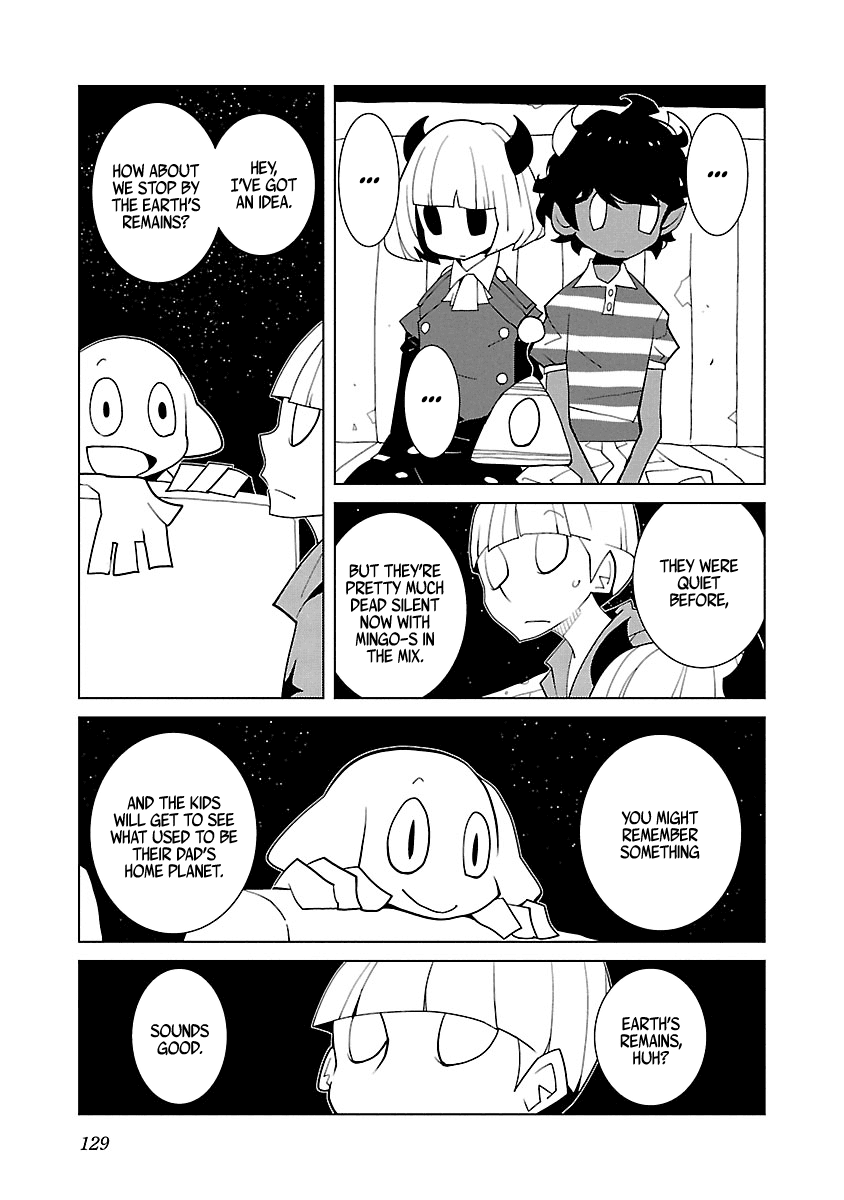 ...
...
...
THEY WERE
QUIET
BEFORE,
BUT THEY'RE
PRETTY MUCH
DEAD SILENT
NOW WITH
MINGO-S IN
THE MIX.
HEY,
I'VE GOT
AN IDEA.
HOW ABOUT
WE STOP BY
THE EARTH'S
REMAINS?
YOU MIGHT
REMEMBER
SOMETHING
AND THE KIDS
WILL GET TO SEE
WHAT USED TO BE
THEIR DAD'S
HOME PLANET.
EARTH'S
REMAINS,
HUH?
SOUNDS
GOOD.
129